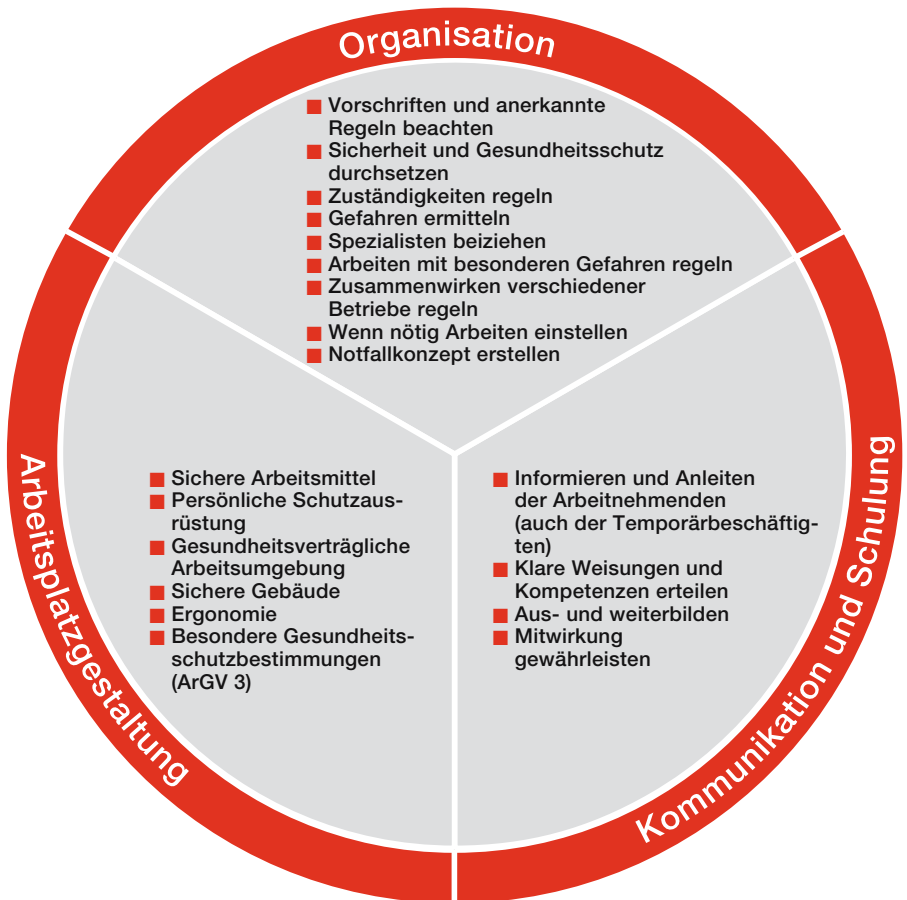 Organisation
Vorschriften und anerkannte
Regeln beachten
Sicherheit und Gesundheitsschutz
durchsetzen
Zuständigkeiten regeln
Gefahren ermitteln
Spezialisten beiziehen
Arbeiten mit besonderen Gefahren regeln
Zusammenwirken verschiedener
Betriebe regeln
Wenn nötig Arbeiten einstellen
Notfallkonzept erstellen
Arbeitsplatzgestaltung
Sichere Arbeitsmittel
Persönliche Schutzaus-
rüstung
Gesundheitsverträgliche
Arbeitsumgebung
Sichere Gebäude
Ergonomie
Besondere Gesundheits-
schutzbestimmungen
(ArGV 3)
Kommunikation und Schulung
Informieren und Anleiten
der Arbeitnehmenden
(auch der Temporärbeschäftig-
ten)
Klare Weisungen und
Kompetenzen erteilen
Aus- und weiterbilden
Mitwirkung
gewährleisten